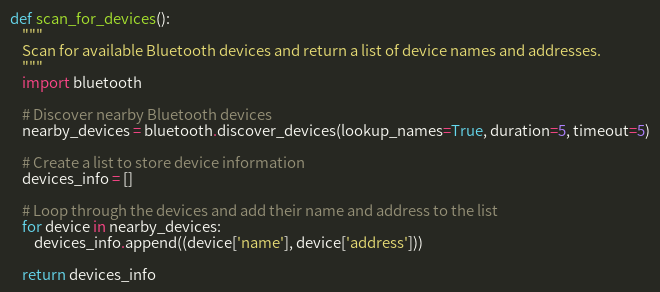 def scan_for_devices():
    """
    Scan for available Bluetooth devices and return a list of device names and addresses.
    """
    import bluetooth

    # Discover nearby Bluetooth devices
    nearby_devices = bluetooth.discover_devices(lookup_names=True, duration=5, timeout=5)

    # Create a list to store device information
    devices_info = []

    # Loop through the devices and add their name and address to the list
    for device in nearby_devices:
        devices_info.append((device['name'], device['address']))

    return devices_info